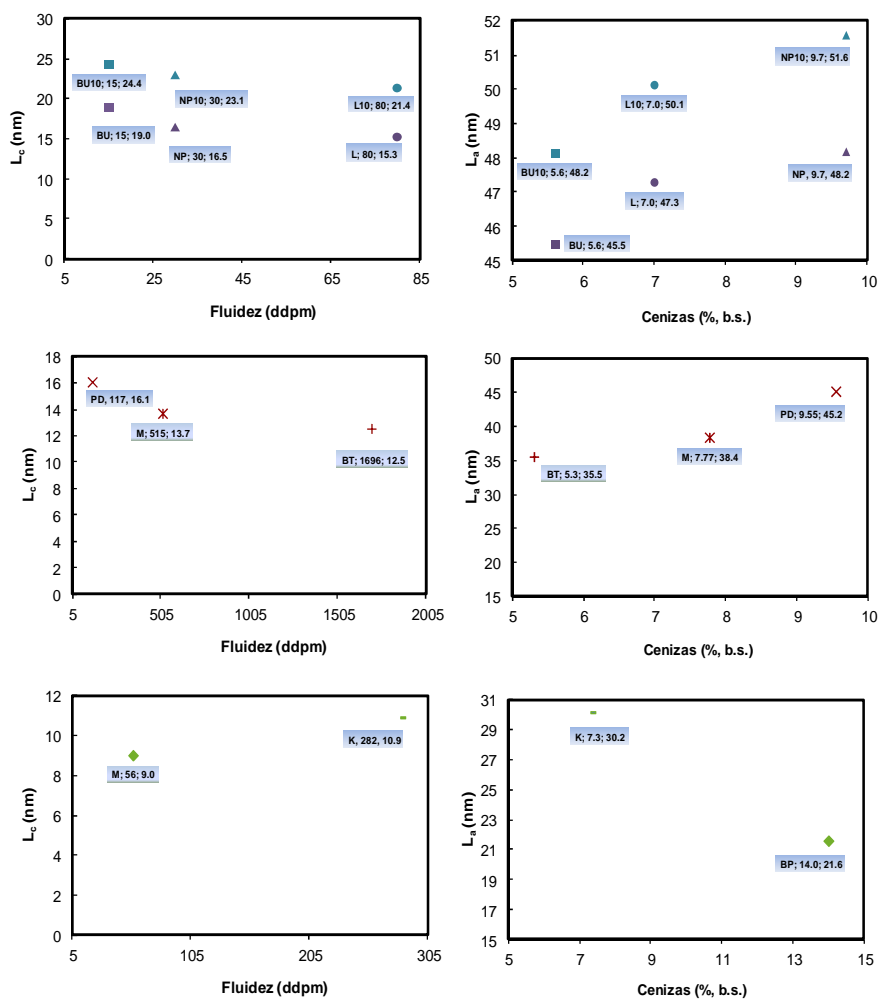 30
25
20
15
10
5
0
L_c (nm)
BU10; 15; 24.4
NP10; 30; 23.1
L10; 80; 21.4
BU; 15; 19.0
NP; 30; 16.5
L; 80; 15.3
5 25 45 65 85
Fluidez (ddpm)
52
51
50
49
48
47
46
45
L_a (nm)
NP10; 9.7; 51.6
L10; 7.0; 50.1
BU10; 5.6; 48.2
NP, 9.7, 48.2
L; 7.0; 47.3
BU; 5.6; 45.5
5 6 7 8 9 10
Cenizas (%, b.s.)
18
16
14
12
10
8
6
4
2
0
L_c (nm)
PD, 117, 16.1
M; 515; 13.7
BT; 1696; 12.5
5 505 1005 1505 2005
Fluidez (ddpm)
50
45
40
35
30
25
20
15
L_a (nm)
PD; 9.55; 45.2
M; 7.77; 38.4
BT; 5.3; 35.5
5 6 7 8 9 10
Cenizas (%, b.s.)
12
10
8
6
4
2
0
L_c (nm)
K, 282, 10.9
M; 56; 9.0
5 105 205 305
Fluidez (ddpm)
31
29
27
25
23
21
19
17
15
L_a (nm)
K; 7.3; 30.2
BP; 14.0; 21.6
5 7 9 11 13 15
Cenizas (%, b.s.)